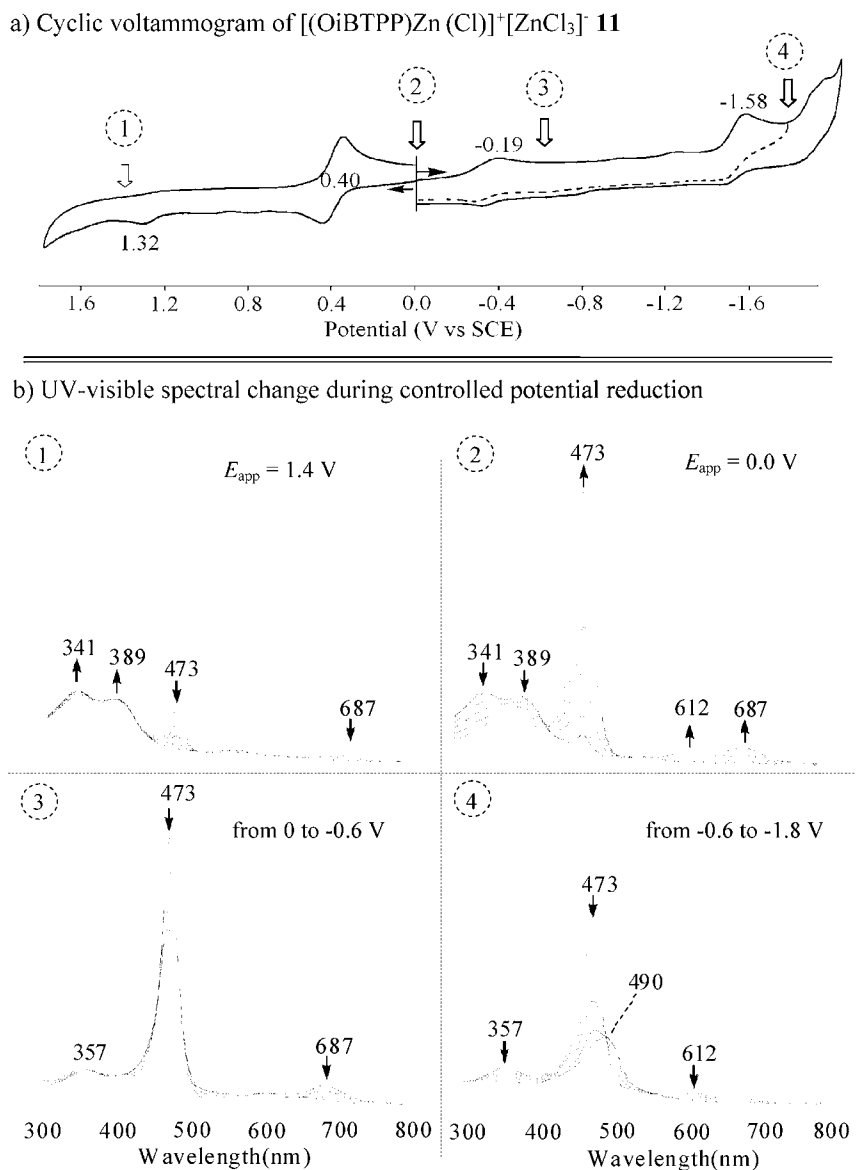 a) Cyclic voltammogram of [(OiBTPP)Zn (Cl)]⁺[ZnCl₃]⁻ 11
1
2
3
4
-0.19
-1.58
0.40
1.32
1.6 1.2 0.8 0.4 0.0 -0.4 -0.8 -1.2 -1.6
Potential (V vs SCE)
b) UV-visible spectral change during controlled potential reduction
1
E_app = 1.4 V
341
389
473
687
2
473
E_app = 0.0 V
341
389
612
687
3
473
from 0 to -0.6 V
357
687
4
from -0.6 to -1.8 V
473
490
357
612
300 400 500 600 700 800
Wavelength(nm)
300 400 500 600 700 800
Wavelength(nm)